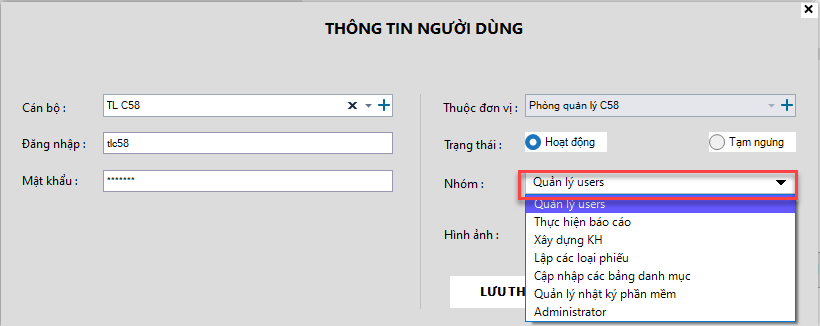 THÔNG TIN NGƯỜI DÙNG
Cán bộ :
TL C58
Đăng nhập :
tlc58
Mật khẩu :
*******
Thuộc đơn vị :
Phòng quản lý C58
Trạng thái :
Hoạt động
Tạm ngưng
Nhóm :
Quản lý users
Quản lý users
Thực hiện báo cáo
Xây dựng KH
Lập các loại phiếu
Cập nhập các bảng danh mục
Quản lý nhật ký phần mềm
Administrator
Hình ảnh :
LƯU TH